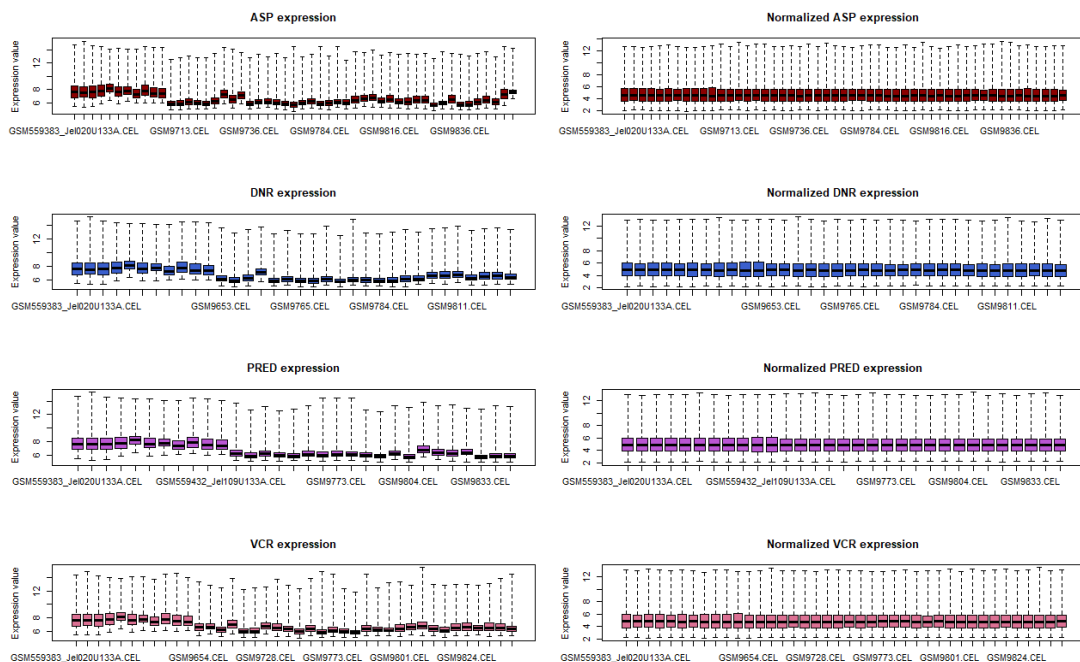 ASP expression
Expression value
6 8 12
GSM559383_Jel020U133A.CEL GSM9713.CEL GSM9736.CEL GSM9784.CEL GSM9816.CEL GSM9836.CEL
Normalized ASP expression
Expression value
2 4 6 8 12
GSM559383_Jel020U133A.CEL GSM9713.CEL GSM9736.CEL GSM9784.CEL GSM9816.CEL GSM9836.CEL
DNR expression
Expression value
6 8 12
GSM559383_Jel020U133A.CEL GSM9653.CEL GSM9765.CEL GSM9784.CEL GSM9811.CEL
Normalized DNR expression
Expression value
2 4 6 8 12
GSM559383_Jel020U133A.CEL GSM9653.CEL GSM9765.CEL GSM9784.CEL GSM9811.CEL
PRED expression
Expression value
6 8 12
GSM559383_Jel020U133A.CEL GSM559432_Jel109U133A.CEL GSM9773.CEL GSM9804.CEL GSM9833.CEL
Normalized PRED expression
Expression value
2 4 6 8 12
GSM559383_Jel020U133A.CEL GSM559432_Jel109U133A.CEL GSM9773.CEL GSM9804.CEL GSM9833.CEL
VCR expression
Expression value
6 8 12
GSM559383_Jel020U133A.CEL GSM9654.CEL GSM9728.CEL GSM9773.CEL GSM9801.CEL GSM9824.CEL
Normalized VCR expression
Expression value
2 4 6 8 12
GSM559383_Jel020U133A.CEL GSM9654.CEL GSM9728.CEL GSM9773.CEL GSM9801.CEL GSM9824.CEL